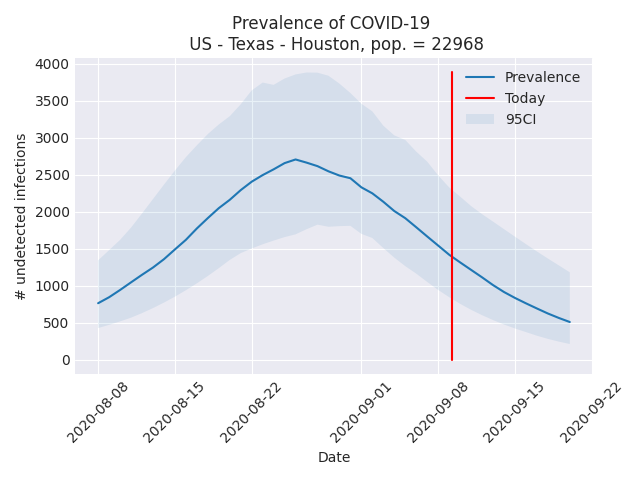 Prevalence of COVID-19
US - Texas - Houston, pop. = 22968
4000
3500
3000
2500
2000
1500
1000
500
0
# undetected infections
Prevalence
Today
95CI
2020-08-08
2020-08-15
2020-08-22
2020-09-01
2020-09-08
2020-09-15
2020-09-22
Date